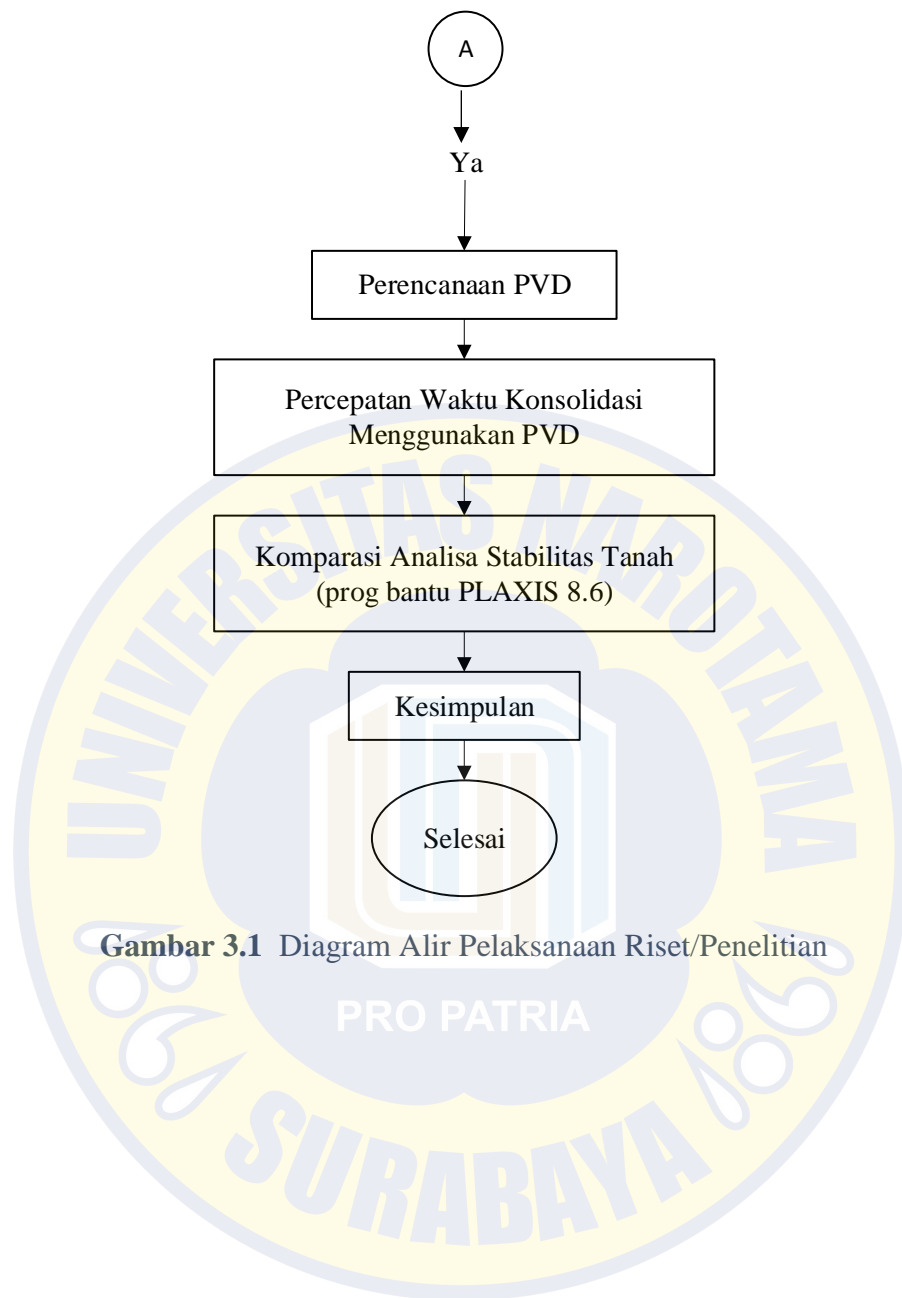 A
Ya
Perencanaan PVD
Percepatan Waktu Konsolidasi
Menggunakan PVD
Komparasi Analisa Stabilitas Tanah
(prog bantu PLAXIS 8.6)
Kesimpulan
Selesai
Gambar 3.1 Diagram Alir Pelaksanaan Riset/Penelitian
UNIVERSITAS NAROTAMA
PRO PATRIA
SURABAYA